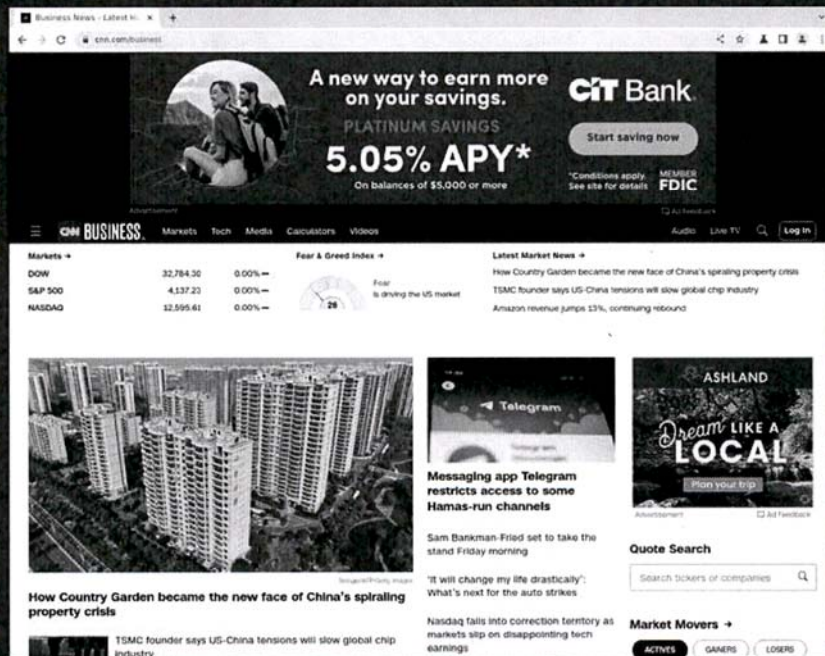 Business News - Latest
cnn.com/business
A new way to earn more
on your savings.
PLATINUM SAVINGS
5.05% APY*
On balances of $5,000 or more
CiT Bank
Start saving now
*Conditions apply.
See site for details
MEMBER
FDIC
Advertisement
Ad Feedback
CNN BUSINESS
Markets Tech Media Calculators Videos
Audio Live TV Log In
Markets →
DOW 32,784.30 0.00%
S&P 500 4,137.23 0.00%
NASDAQ 12,595.61 0.00%
Fear & Greed Index →
26
Fear
is driving the US market
Latest Market News →
How Country Garden became the new face of China's spiraling property crisis
TSMC founder says US-China tensions will slow global chip industry
Amazon revenue jumps 13%, continuing rebound
How Country Garden became the new face of China's spiraling
property crisis
TSMC founder says US-China tensions will slow global chip
industry
Telegram
Messaging app Telegram
restricts access to some
Hamas-run channels
Sam Bankman-Fried set to take the
stand Friday morning
'It will change my life drastically':
What's next for the auto strikes
Nasdaq falls into correction territory as
markets slip on disappointing tech
earnings
ASHLAND
Dream LIKE A
LOCAL
Plan your trip
Advertisement
Ad Feedback
Quote Search
Search tickers or companies
Market Movers →
ACTIVES GAINERS LOSERS